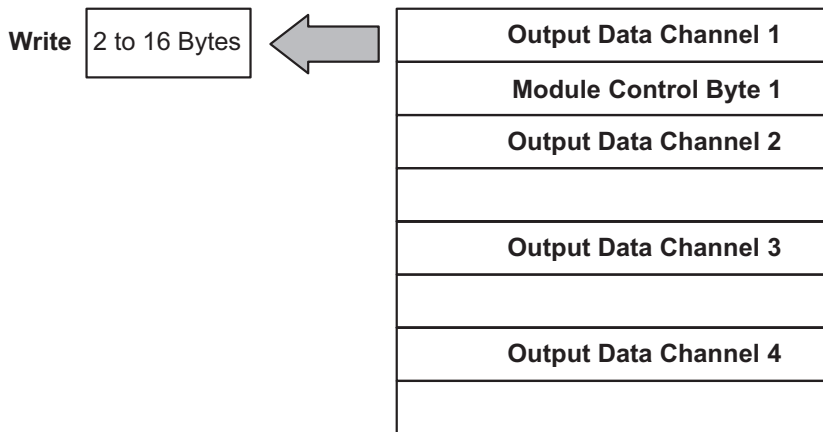 Write
2 to 16 Bytes
Output Data Channel 1
Module Control Byte 1
Output Data Channel 2
Output Data Channel 3
Output Data Channel 4